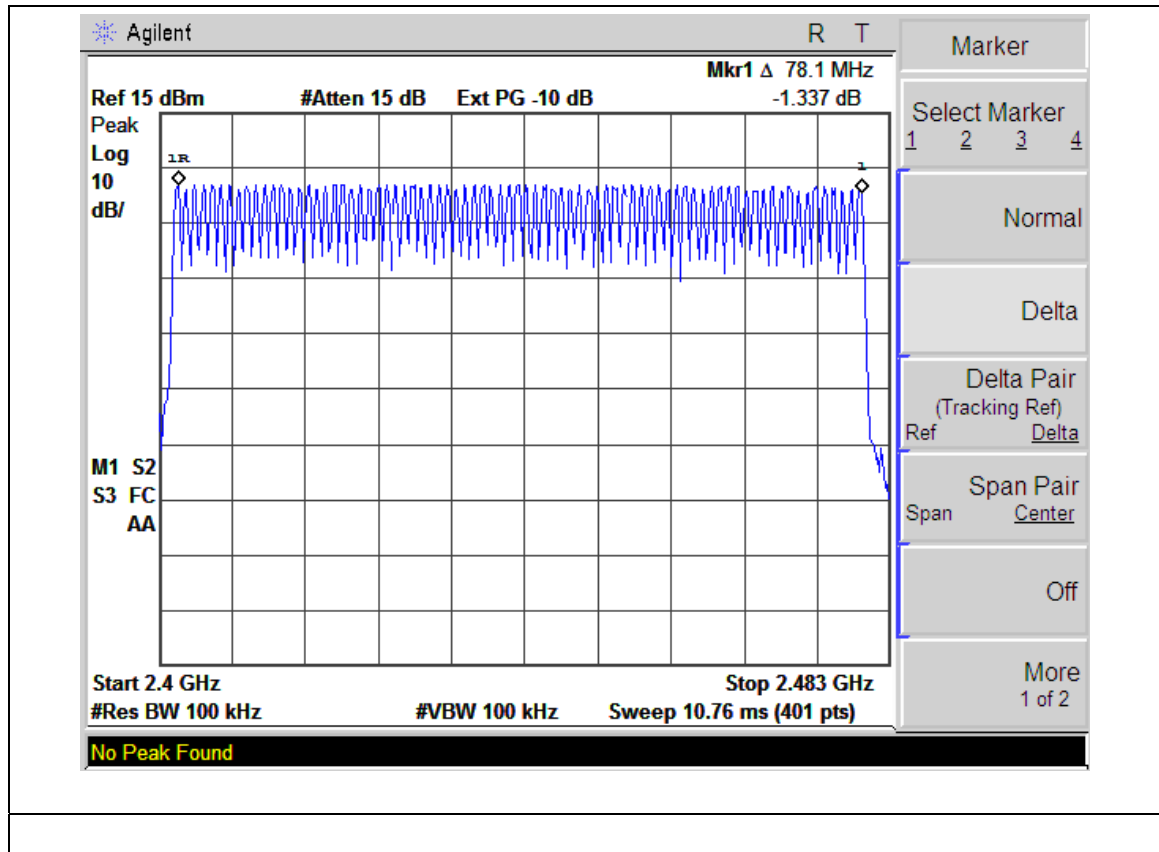 Agilent R T
Mkr1 Δ 78.1 MHz
Ref 15 dBm #Atten 15 dB Ext PG -10 dB -1.337 dB
Peak
Log
10
dB/
1R
1
M1 S2
S3 FC
AA
Start 2.4 GHz Stop 2.483 GHz
#Res BW 100 kHz #VBW 100 kHz Sweep 10.76 ms (401 pts)
No Peak Found
Marker
Select Marker
1 2 3 4
Normal
Delta
Delta Pair
(Tracking Ref)
Ref Delta
Span Pair
Span Center
Off
More
1 of 2